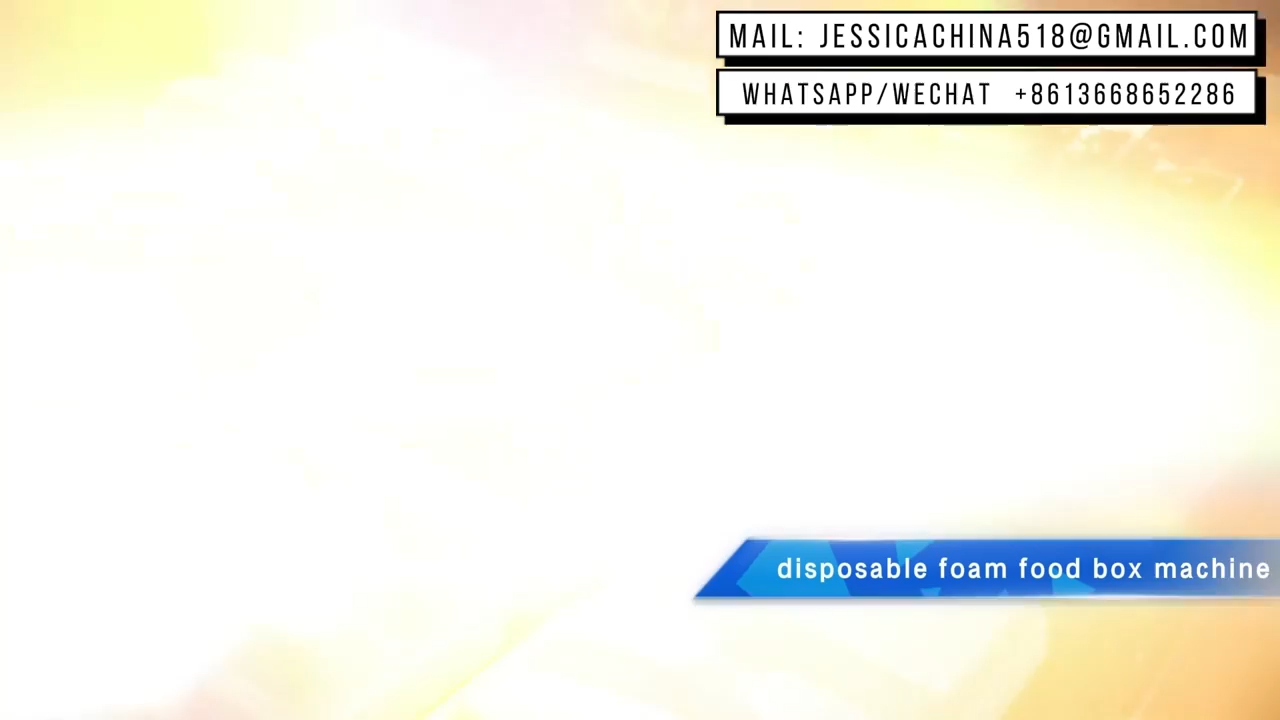 MAIL: JESSICACHINA518@GMAIL.COM
WHATSAPP/WECHAT +8613668652286
disposable foam food box machine